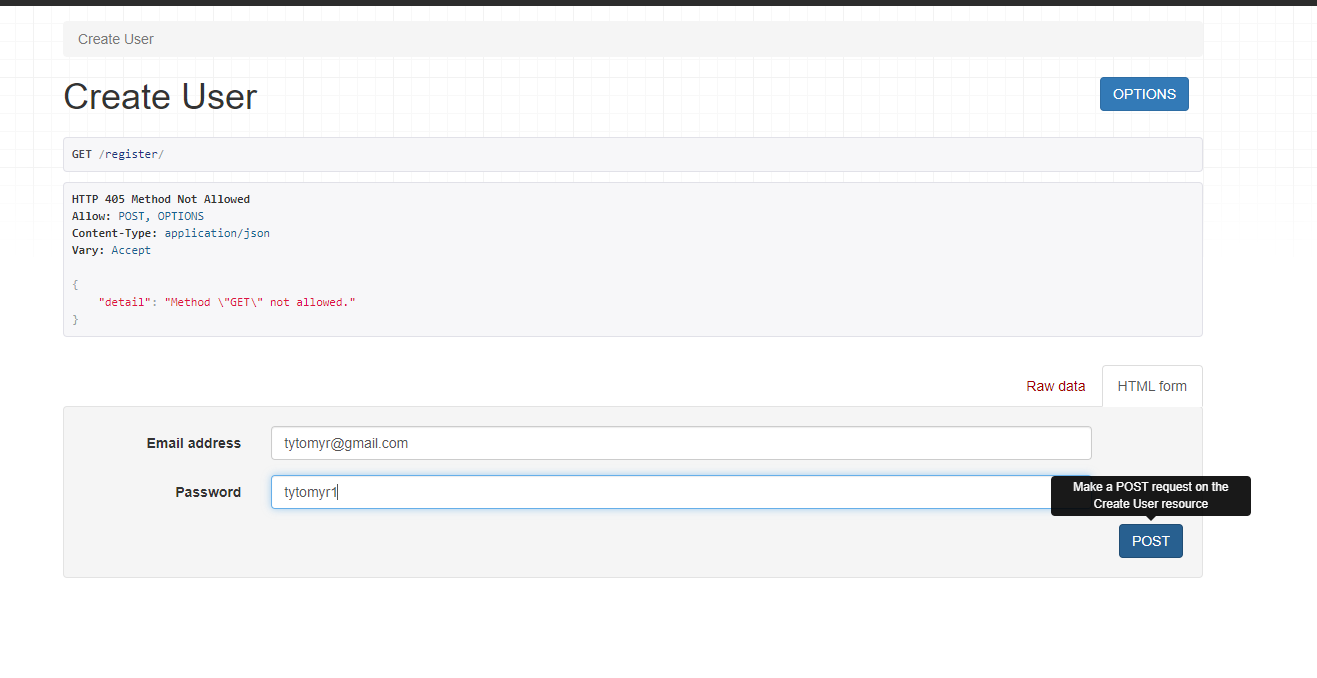 Create User
Create User
OPTIONS
GET /register/
HTTP 405 Method Not Allowed
Allow: POST, OPTIONS
Content-Type: application/json
Vary: Accept
{
"detail": "Method \"GET\" not allowed."
}
Raw data
HTML form
Email address
tytomyr@gmail.com
Password
tytomyr1
Make a POST request on the
Create User resource
POST